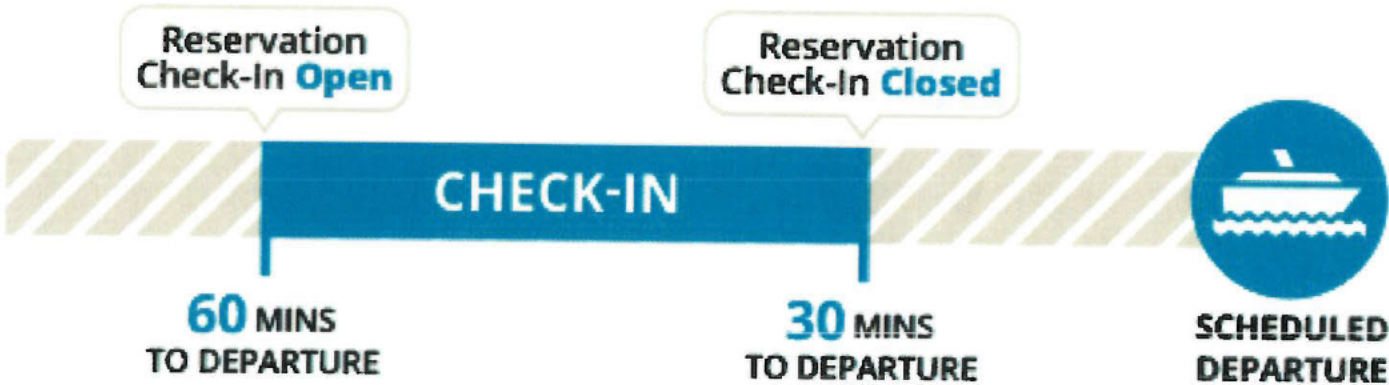 Reservation
Check-In Open
Reservation
Check-In Closed
CHECK-IN
60 MINS
TO DEPARTURE
30 MINS
TO DEPARTURE
SCHEDULED
DEPARTURE